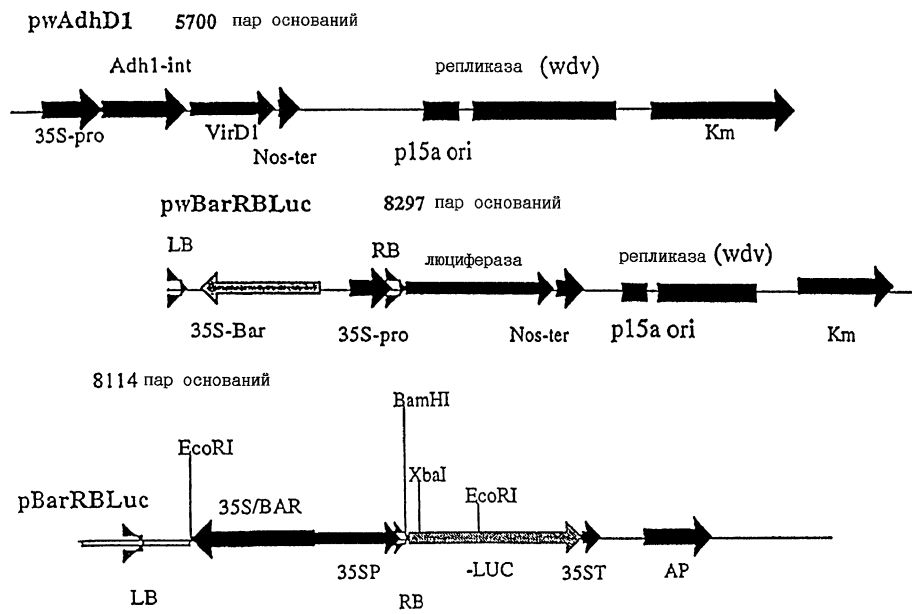 pwAdhD1 5700 пар оснований
Adh1-int
репликаза (wdv)
35S-pro
VirD1
Nos-ter
p15a ori
Km
pwBarRBLuc 8297 пар оснований
LB
RB
люцифераза
репликаза (wdv)
35S-Bar
35S-pro
Nos-ter
p15a ori
Km
8114 пар оснований
BamHI
EcoRI
XbaI
EcoRI
pBarRBLuc
35S/BAR
35SP
-LUC
35ST
AP
LB
RB